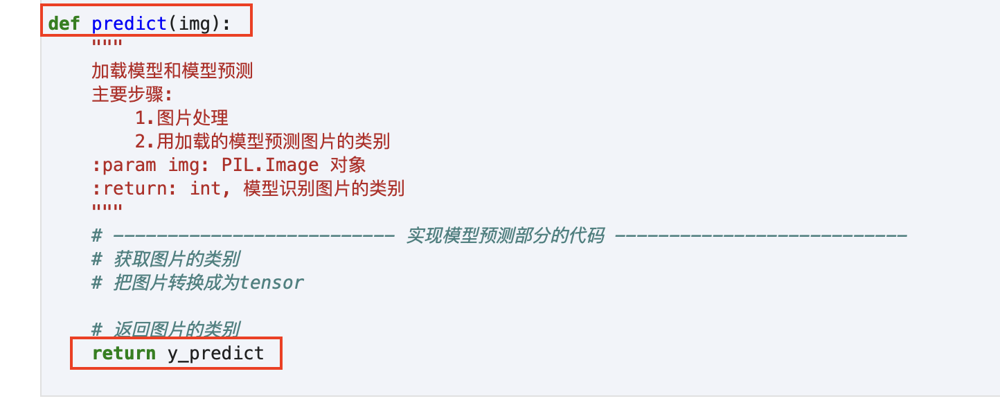 def predict(img):
    """
    加载模型和模型预测
    主要步骤:
        1.图片处理
        2.用加载的模型预测图片的类别
    :param img: PIL.Image 对象
    :return: int, 模型识别图片的类别
    """
    # -------------------------- 实现模型预测部分的代码 ---------------------------
    # 获取图片的类别
    # 把图片转换成为tensor
    # 返回图片的类别
    return y_predict